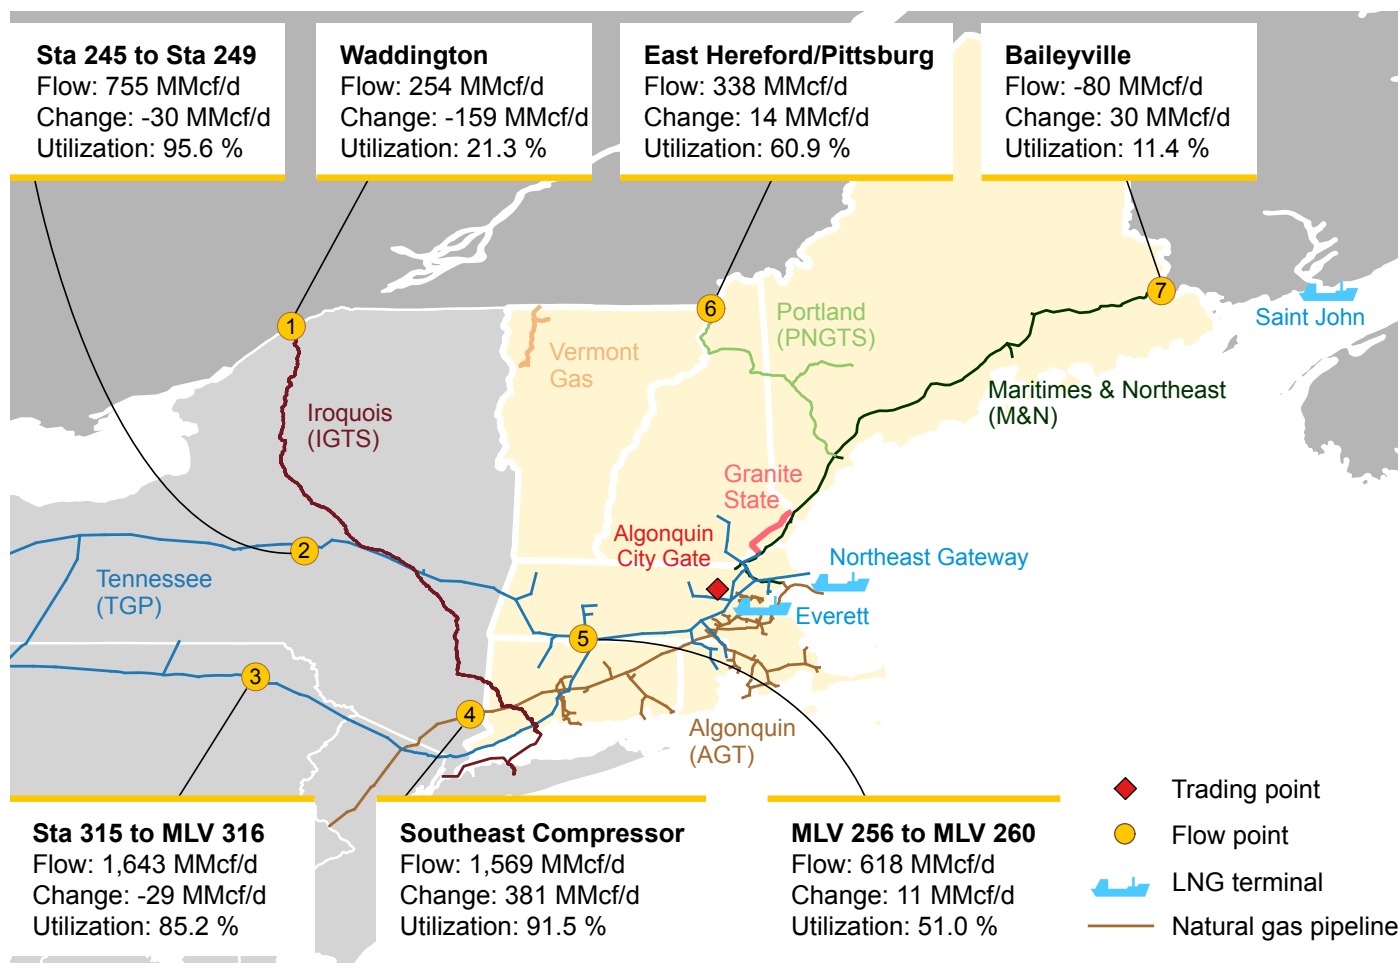 Sta 245 to Sta 249
Flow: 755 MMcf/d
Change: -30 MMcf/d
Utilization: 95.6 %
Waddington
Flow: 254 MMcf/d
Change: -159 MMcf/d
Utilization: 21.3 %
East Hereford/Pittsburg
Flow: 338 MMcf/d
Change: 14 MMcf/d
Utilization: 60.9 %
Baileyville
Flow: -80 MMcf/d
Change: 30 MMcf/d
Utilization: 11.4 %
1
6
7
Saint John
Portland
(PNGTS)
Vermont
Gas
Maritimes & Northeast
(M&N)
Iroquois
(IGTS)
Granite
State
Algonquin
City Gate
2
Northeast Gateway
Tennessee
(TGP)
Everett
5
3
4
Algonquin
(AGT)
Trading point
Flow point
LNG terminal
Natural gas pipeline
Sta 315 to MLV 316
Flow: 1,643 MMcf/d
Change: -29 MMcf/d
Utilization: 85.2 %
Southeast Compressor
Flow: 1,569 MMcf/d
Change: 381 MMcf/d
Utilization: 91.5 %
MLV 256 to MLV 260
Flow: 618 MMcf/d
Change: 11 MMcf/d
Utilization: 51.0 %